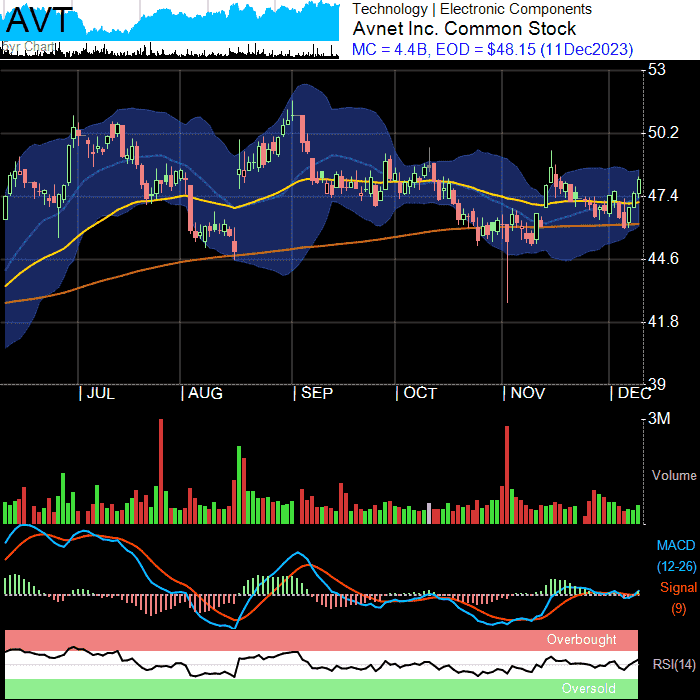 AVT
5yr Chart
Technology | Electronic Components
Avnet Inc. Common Stock
MC = 4.4B, EOD = $48.15 (11Dec2023)
53
50.2
47.4
44.6
41.8
39
| JUL | AUG | SEP | OCT | NOV | DEC
3M
Volume
MACD
(12-26)
Signal
(9)
Overbought
RSI(14)
Oversold